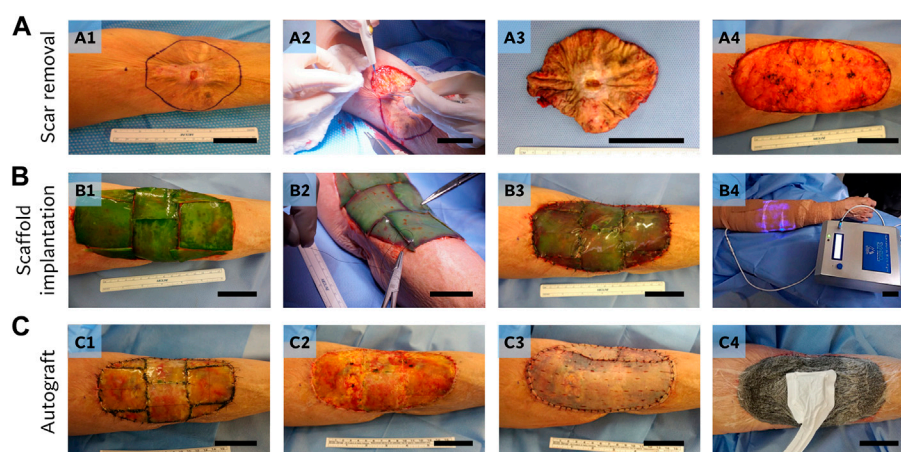 A
Scar removal
A1
A2
A3
A4
B
Scaffold
implantation
B1
B2
B3
B4
C
Autograft
C1
C2
C3
C4